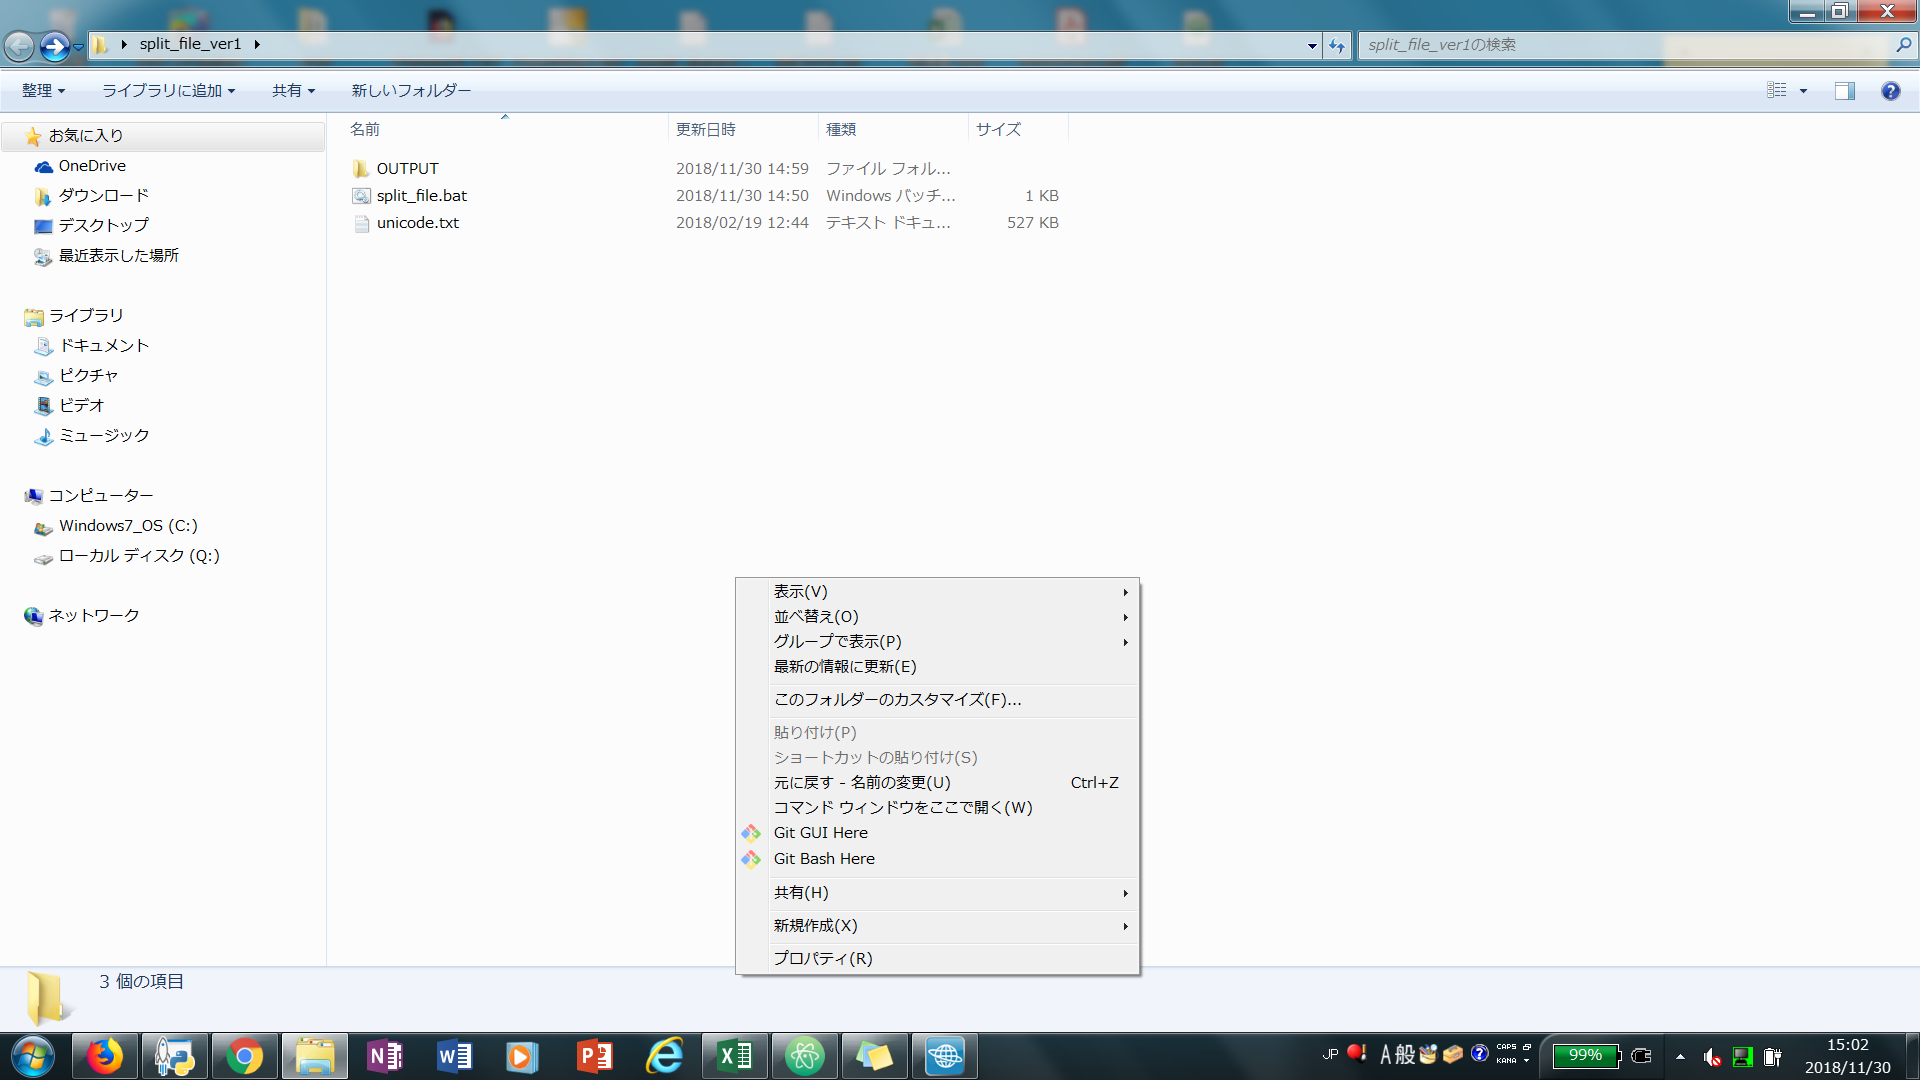 split_file_ver1
split_file_ver1の検索
整理
ライブラリに追加
共有
新しいフォルダー
お気に入り
OneDrive
ダウンロード
デスクトップ
最近表示した場所
ライブラリ
ドキュメント
ピクチャ
ビデオ
ミュージック
コンピューター
Windows7_OS (C:)
ローカル ディスク (Q:)
ネットワーク
名前 更新日時 種類 サイズ
OUTPUT 2018/11/30 14:59 ファイル フォル...
split_file.bat 2018/11/30 14:50 Windows バッチ... 1 KB
unicode.txt 2018/02/19 12:44 テキスト ドキュ... 527 KB
表示(V)
並べ替え(O)
グループで表示(P)
最新の情報に更新(E)
このフォルダーのカスタマイズ(F)...
貼り付け(P)
ショートカットの貼り付け(S)
元に戻す - 名前の変更(U) Ctrl+Z
コマンド ウィンドウをここで開く(W)
Git GUI Here
Git Bash Here
共有(H)
新規作成(X)
プロパティ(R)
3 個の項目
JP
A 般
CAPS
KANA
99%
15:02
2018/11/30